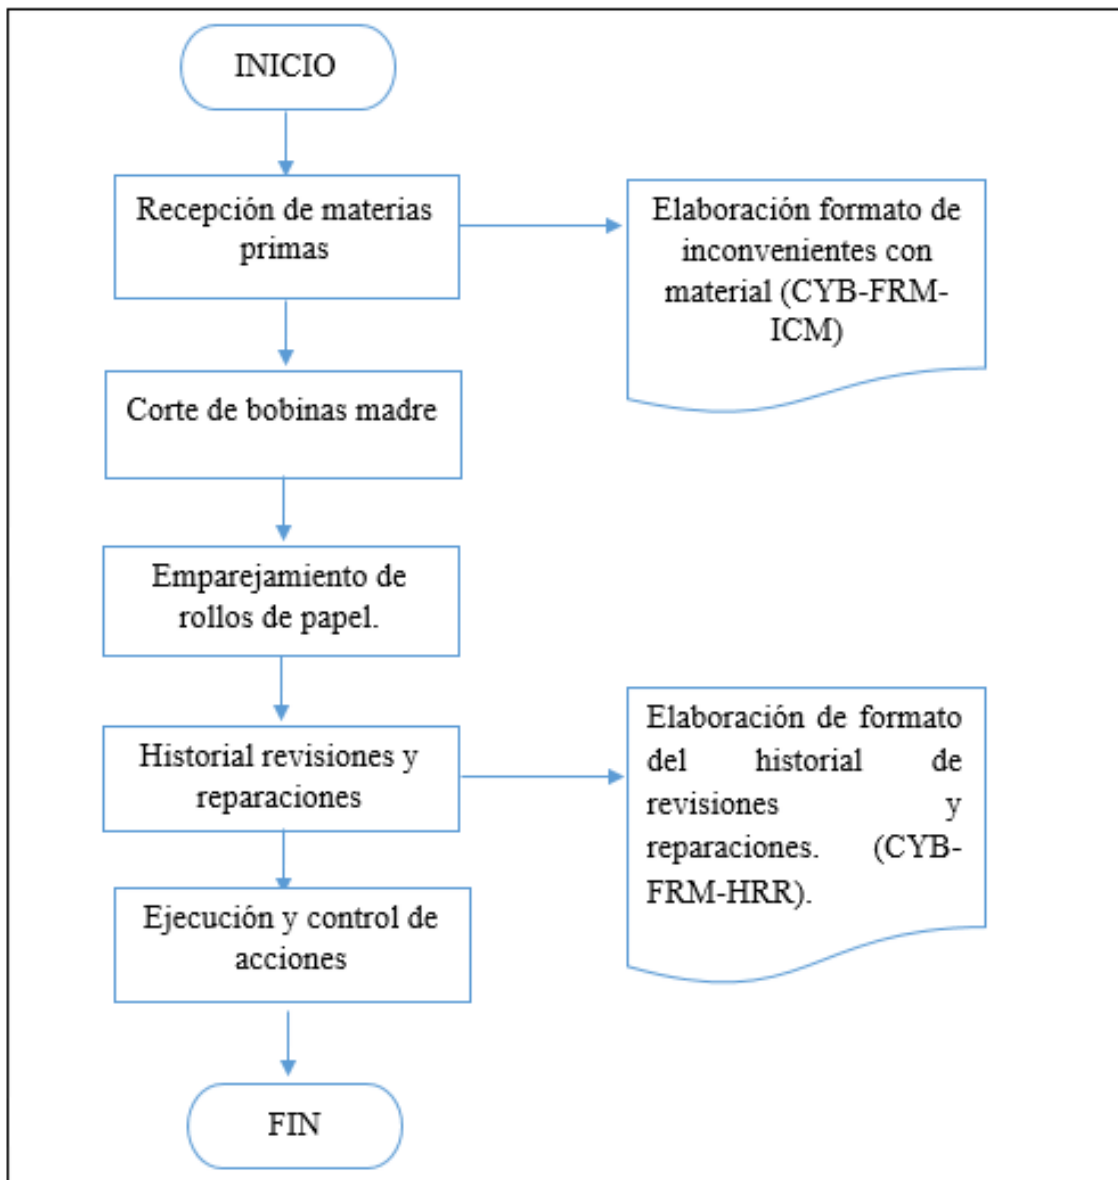 INICIO
Recepción de materias
primas
Elaboración formato de
inconvenientes con
material (CYB-FRM-
ICM)
Corte de bobinas madre
Emparejamiento de
rollos de papel.
Historial revisiones y
reparaciones
Elaboración de formato
del historial de
revisiones y
reparaciones. (CYB-
FRM-HRR).
Ejecución y control de
acciones
FIN